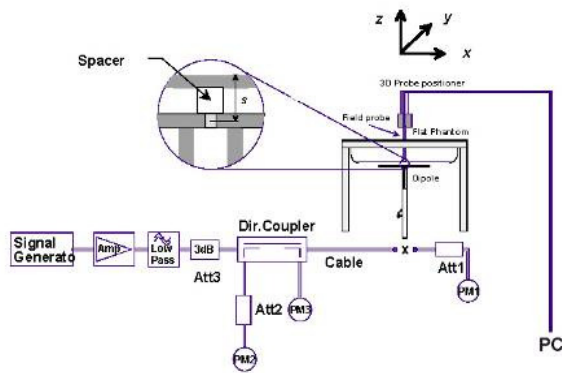 z
y
x
Spacer
s
3D Probe positioner
Field probe
Flat Phantom
Dipole
Signal
Generato
Amp
Low
Pass
3dB
Att3
Dir.Coupler
Cable
x
Att1
PM1
Att2
PM3
PM2
PC